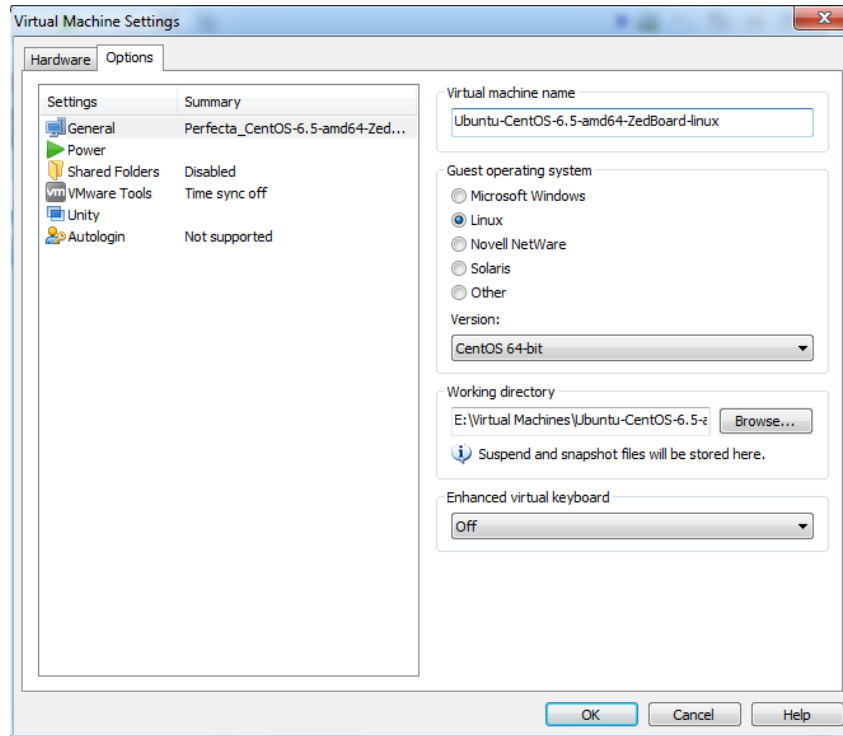 Virtual Machine Settings
Hardware Options
Settings Summary
General Perfecta_CentOS-6.5-amd64-Zed...
Power
Shared Folders Disabled
vm VMware Tools Time sync off
Unity
Autologin Not supported
Virtual machine name
Ubuntu-CentOS-6.5-amd64-ZedBoard-linux
Guest operating system
Microsoft Windows
Linux
Novell NetWare
Solaris
Other
Version:
CentOS 64-bit
Working directory
E:\Virtual Machines\Ubuntu-CentOS-6.5-a Browse...
Suspend and snapshot files will be stored here.
Enhanced virtual keyboard
Off
OK Cancel Help